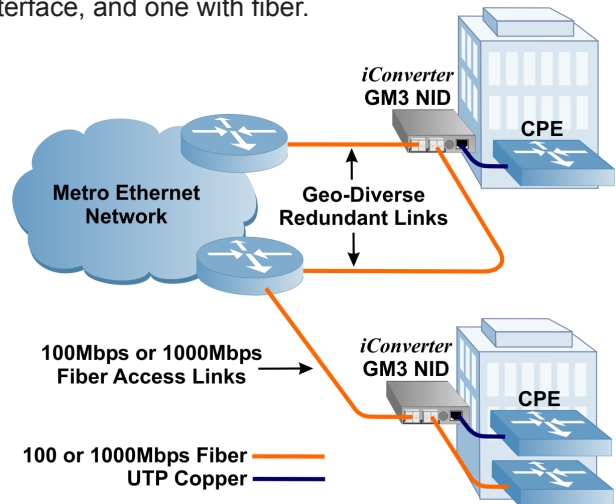 nterface, and one with fiber.
iConverter
GM3 NID
CPE
Metro Ethernet
Network
Geo-Diverse
Redundant Links
100Mbps or 1000Mbps
Fiber Access Links
iConverter
GM3 NID
CPE
100 or 1000Mbps Fiber
UTP Copper